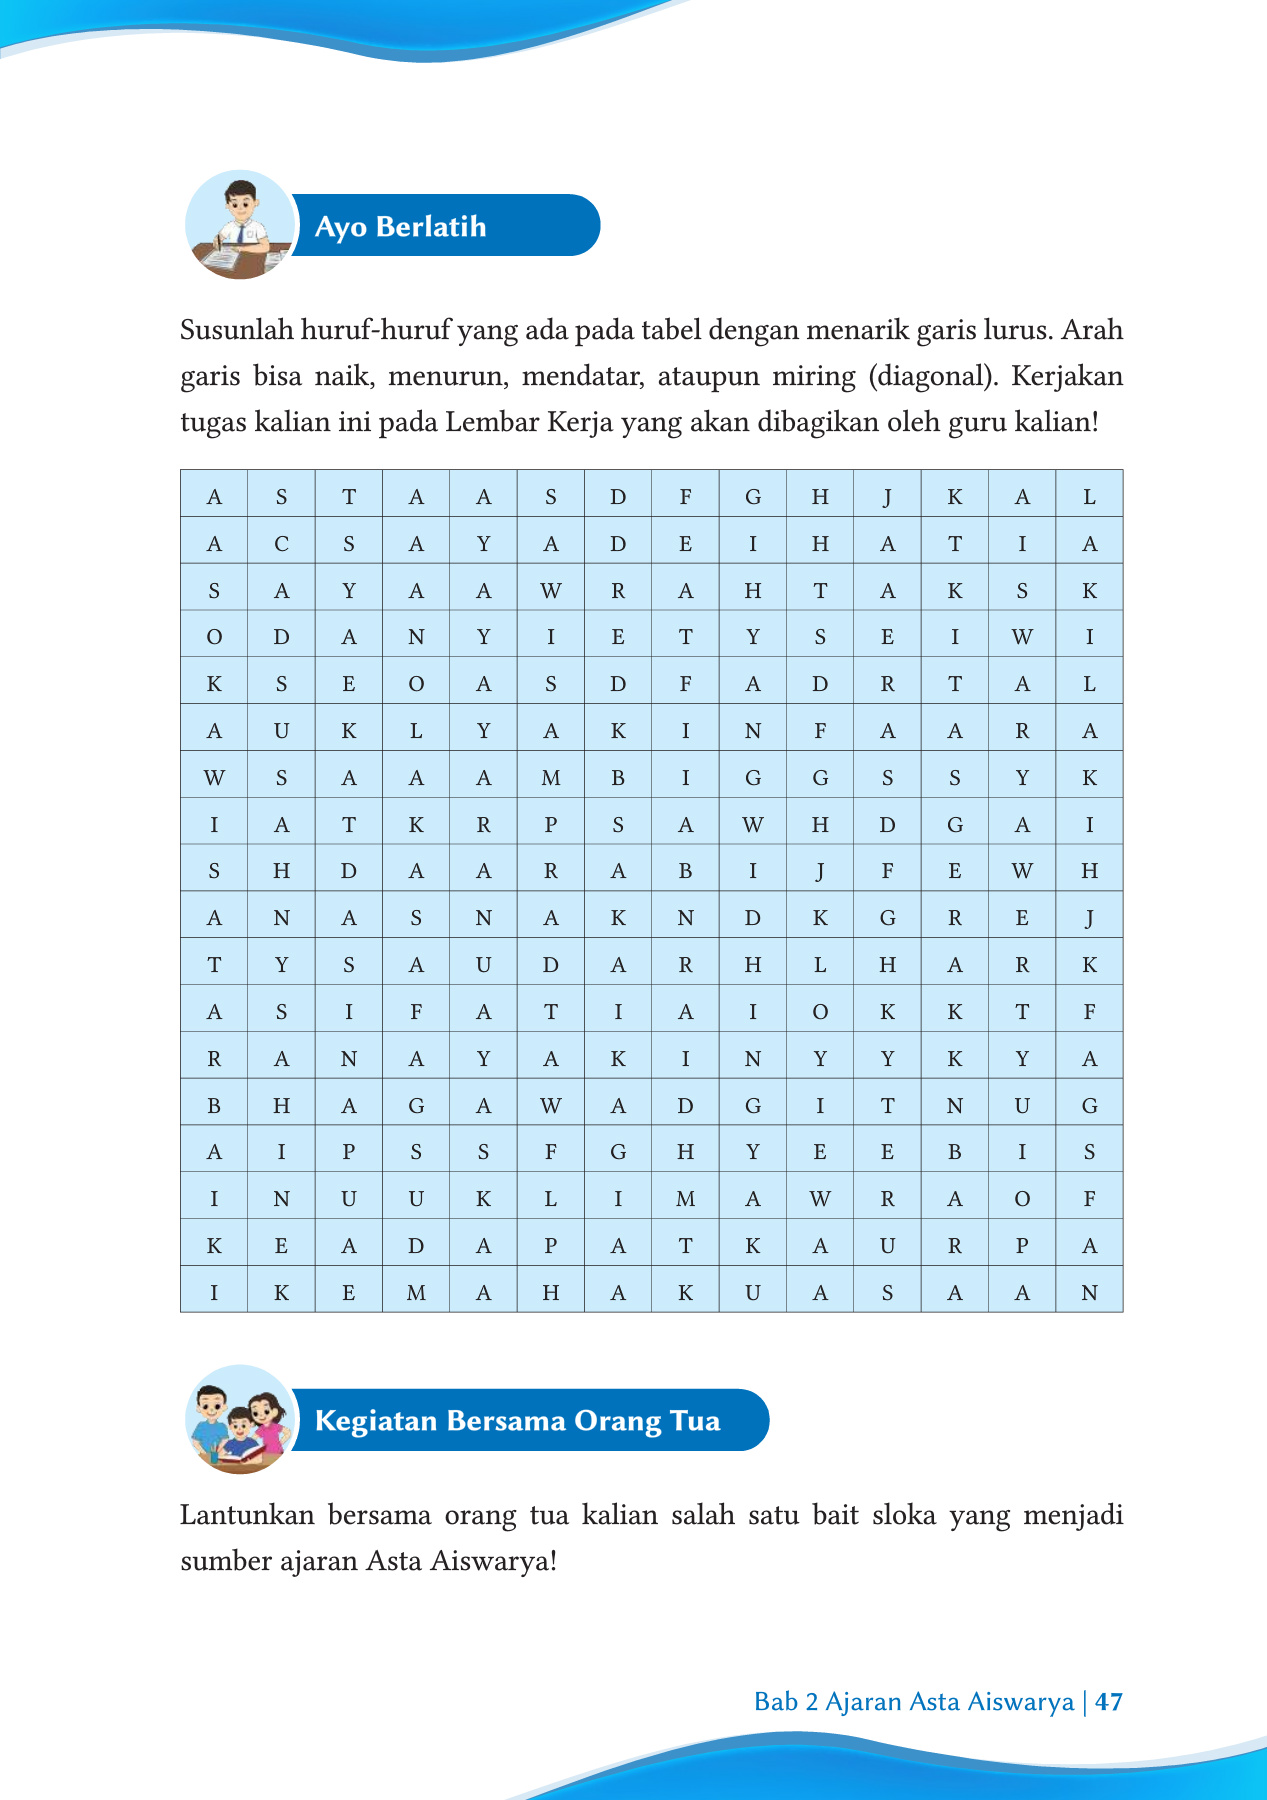 Ayo Berlatih
Susunlah huruf-huruf yang ada pada tabel dengan menarik garis lurus. Arah
garis bisa naik, menurun, mendatar, ataupun miring (diagonal). Kerjakan
tugas kalian ini pada Lembar Kerja yang akan dibagikan oleh guru kalian!
A S T A A S D F G H J K A L
A C S A Y A D E I H A T I A
S A Y A A W R A H T A K S K
O D A N Y I E T Y S E I W I
K S E O A S D F A D R T A L
A U K L Y A K I N F A A R A
W S A A A M B I G G S S Y K
I A T K R P S A W H D G A I
S H D A A R A B I J F E W H
A N A S N A K N D K G R E J
T Y S A U D A R H L H A R K
A S I F A T I A I O K K T F
R A N A Y A K I N Y Y K Y A
B H A G A W A D G I T N U G
A I P S S F G H Y E E B I S
I N U U K L I M A W R A O F
K E A D A P A T K A U R P A
I K E M A H A K U A S A A N
Kegiatan Bersama Orang Tua
Lantunkan bersama orang tua kalian salah satu bait sloka yang menjadi
sumber ajaran Asta Aiswarya!
Bab 2 Ajaran Asta Aiswarya | 47